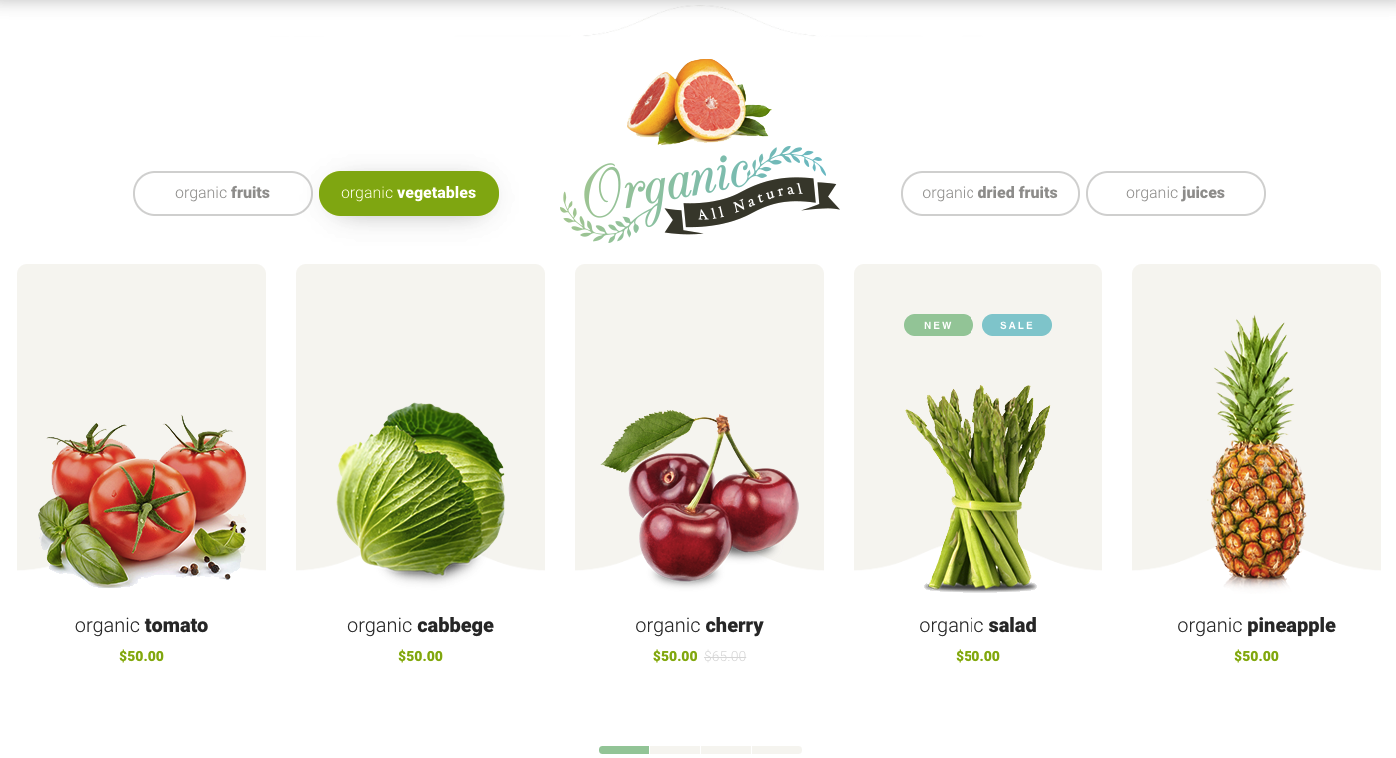 organic fruits
organic vegetables
Organic
All Natural
organic dried fruits
organic juices
NEW
SALE
organic tomato
$50.00
organic cabbege
$50.00
organic cherry
$50.00 $65.00
organic salad
$50.00
organic pineapple
$50.00